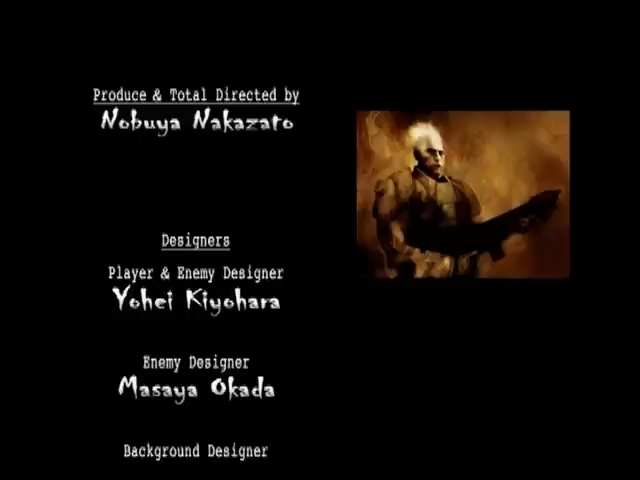 Produce & Total Directed by
Nobuya Nakazato
Designers
Player & Enemy Designer
Yohei Kiyohara
Enemy Designer
Masaya Okada
Background Designer